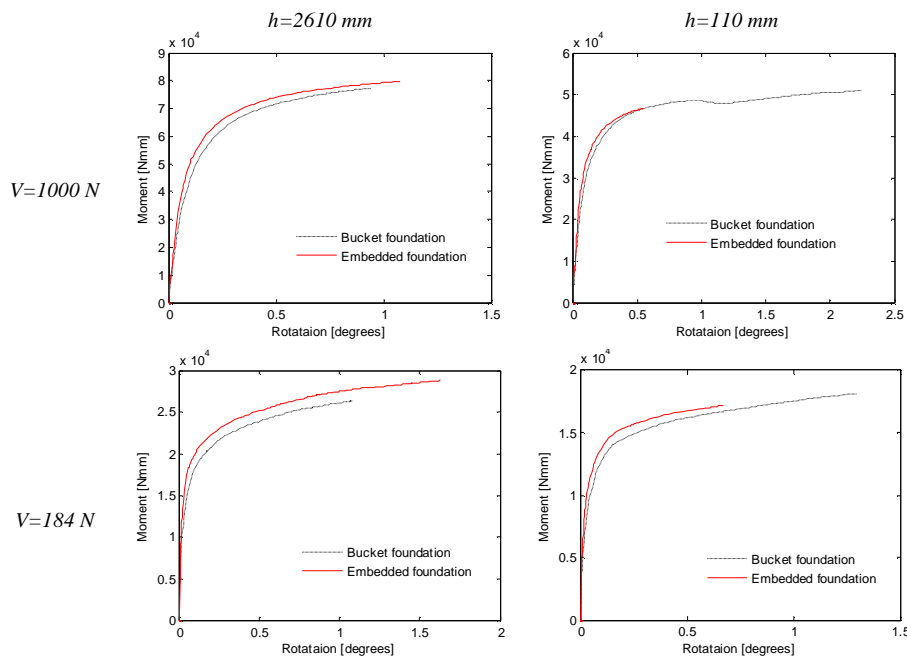 h=2610 mm
h=110 mm
V=1000 N
x 10^4
9
8
7
6
5
4
3
2
1
0
Moment [Nmm]
0 0.5 1 1.5
Rotataion [degrees]
Bucket foundation
Embedded foundation
x 10^4
6
5
4
3
2
1
0
Moment [Nmm]
0 0.5 1 1.5 2 2.5
Rotataion [degrees]
Bucket foundation
Embedded foundation
V=184 N
x 10^4
3
2.5
2
1.5
1
0.5
0
Moment [Nmm]
0 0.5 1 1.5 2
Rotataion [degrees]
Bucket foundation
Embedded foundation
x 10^4
2
1.5
1
0.5
0
Moment [Nmm]
0 0.5 1 1.5
Rotataion [degrees]
Bucket foundation
Embedded foundation